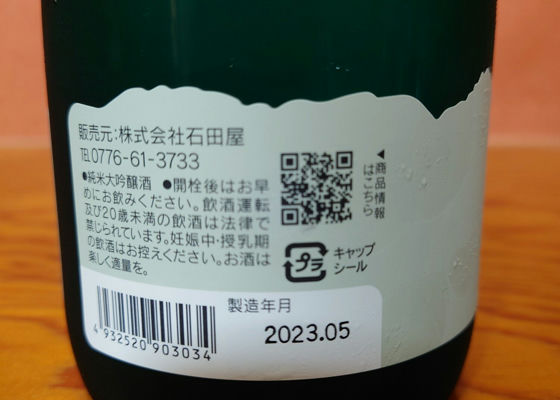 販売元：株式会社石田屋
TEL0776-61-3733
●純米大吟醸酒 ●開栓後はお早
めにお飲みください。飲酒運転
及び20歳未満の飲酒は法律で
禁じられています。妊娠中・授乳期
の飲酒はお控えください。お酒は
楽しく適量を。
▲商品情報
はこちら
プラ
キャップ
シール
製造年月
2023.05
4 932520 903034